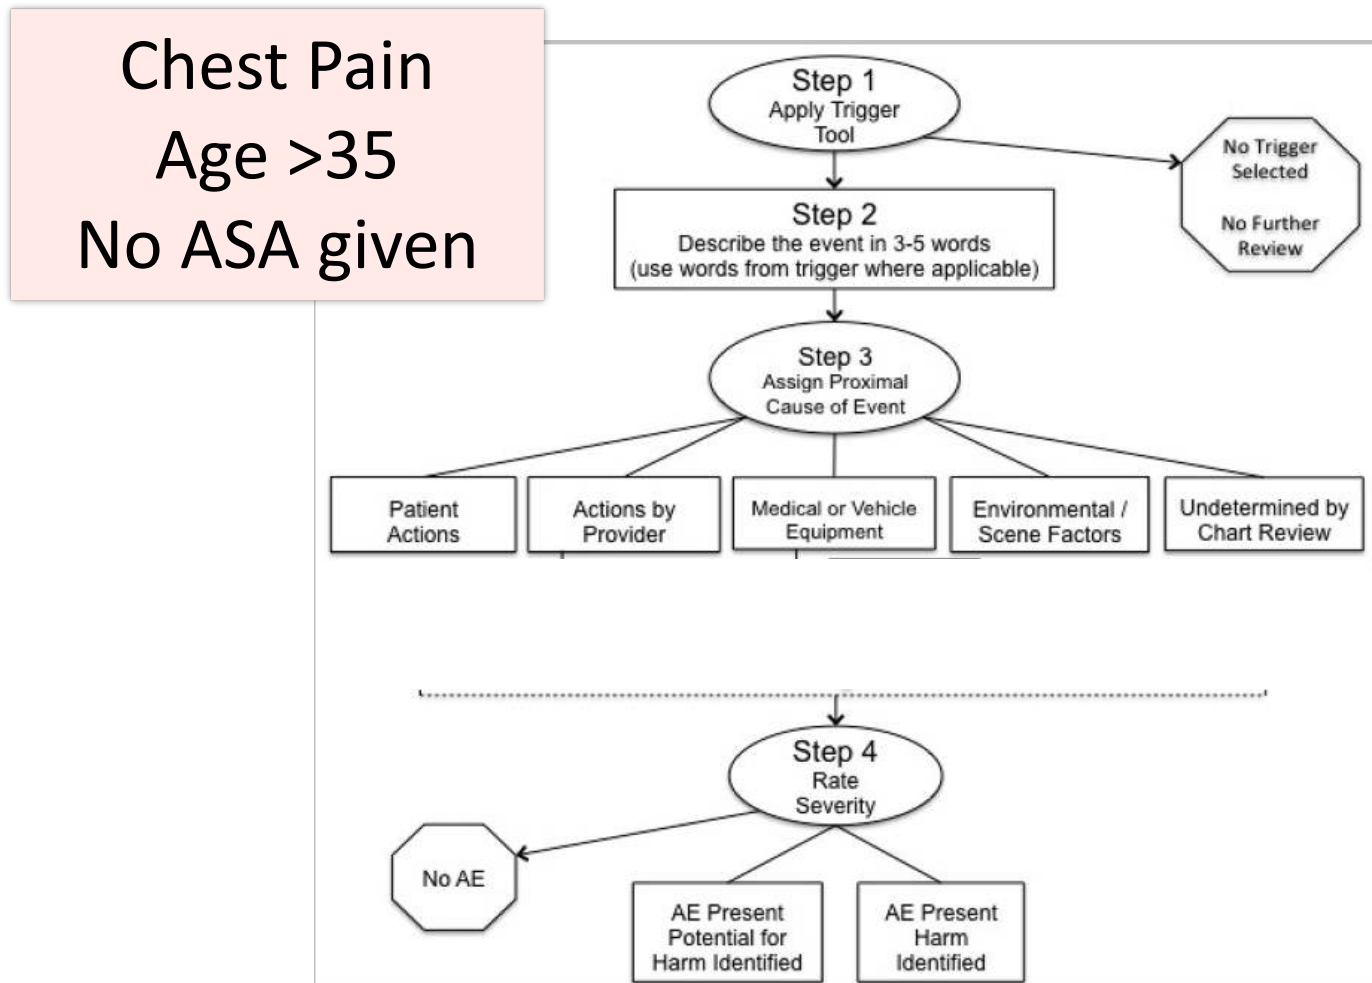 Chest Pain
Age >35
No ASA given
Step 1
Apply Trigger
Tool
No Trigger
Selected
No Further
Review
Step 2
Describe the event in 3-5 words
(use words from trigger where applicable)
Step 3
Assign Proximal
Cause of Event
Patient
Actions
Actions by
Provider
Medical or Vehicle
Equipment
Environmental /
Scene Factors
Undetermined by
Chart Review
Step 4
Rate
Severity
No AE
AE Present
Potential for
Harm Identified
AE Present
Harm
Identified